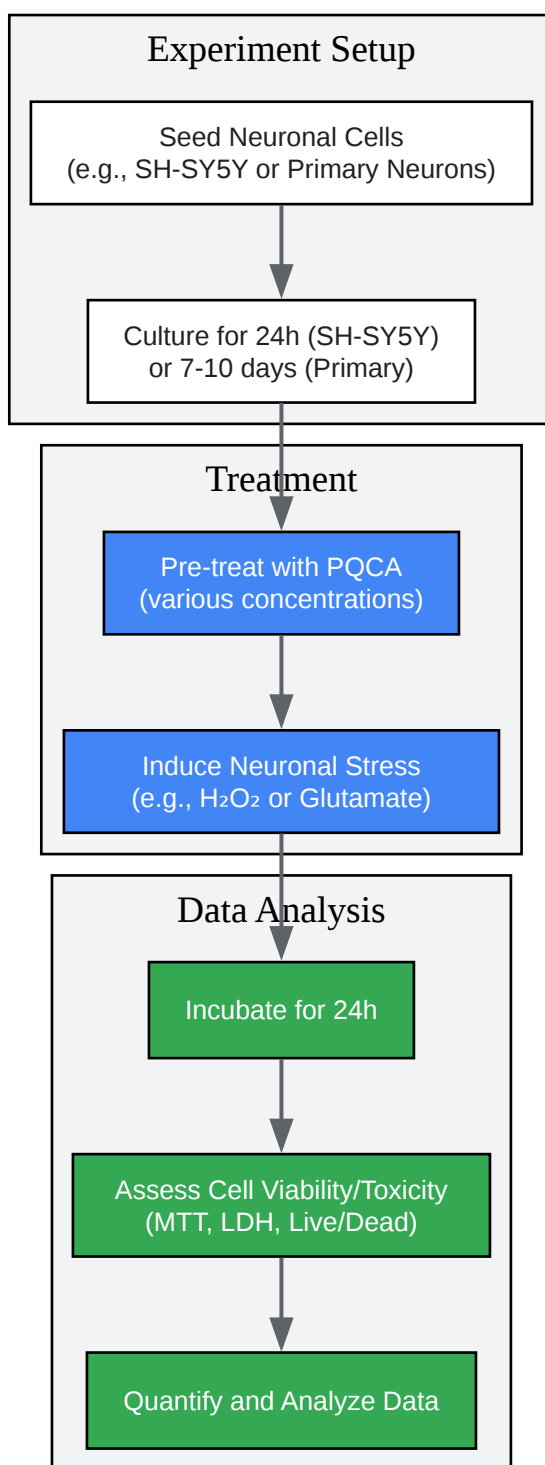 Experiment Setup
Seed Neuronal Cells
(e.g., SH-SY5Y or Primary Neurons)
Culture for 24h (SH-SY5Y)
or 7-10 days (Primary)
Treatment
Pre-treat with PQCA
(various concentrations)
Induce Neuronal Stress
(e.g., H₂O₂ or Glutamate)
Data Analysis
Incubate for 24h
Assess Cell Viability/Toxicity
(MTT, LDH, Live/Dead)
Quantify and Analyze Data